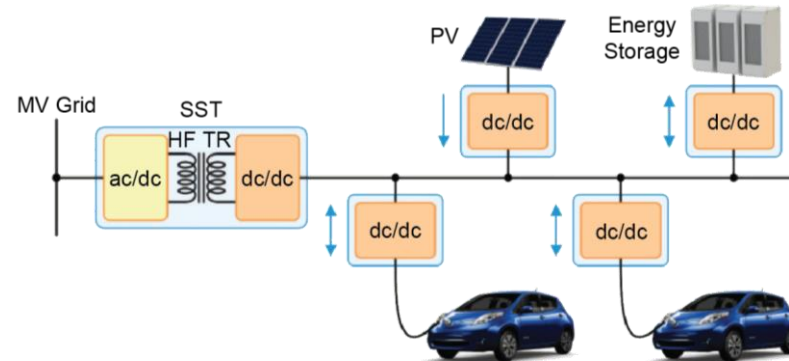 PV
Energy
Storage
MV Grid
SST
HF TR
ac/dc
dc/dc
dc/dc
dc/dc
dc/dc
dc/dc